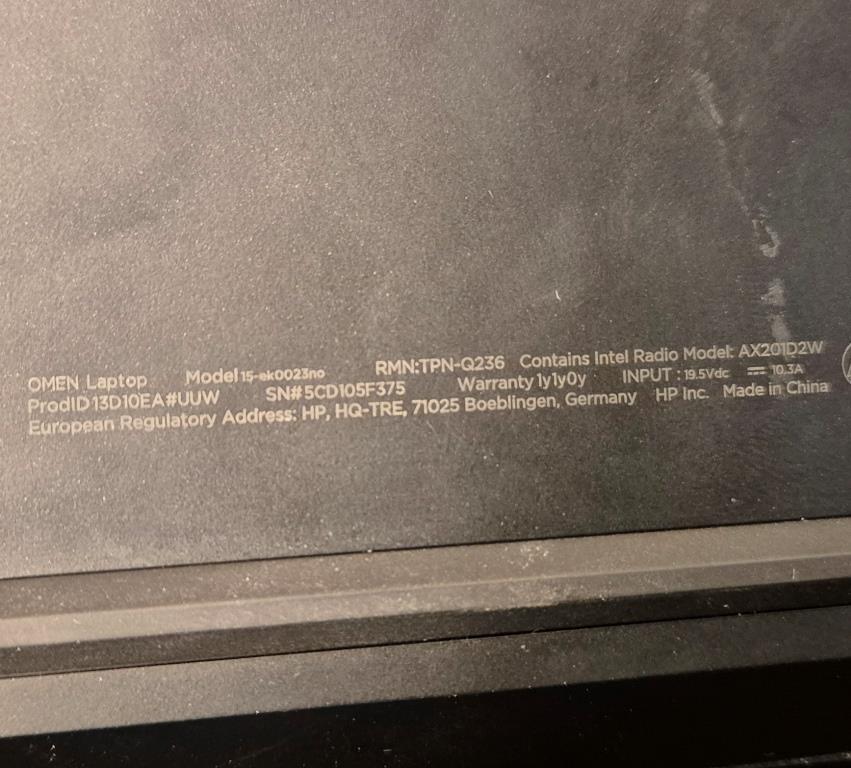 OMEN Laptop Model 15-ek0023no RMN:TPN-Q236 Contains Intel Radio Model: AX201D2W
ProdID 13D10EA#UUW SN# 5CD105F375 Warranty 1y1y0y INPUT : 19.5Vdc ⎓ 10.3A
European Regulatory Address: HP, HQ-TRE, 71025 Boeblingen, Germany HP Inc. Made in China